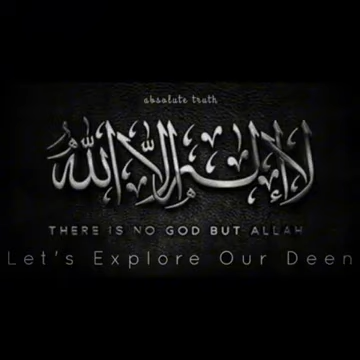 absolute truth
لا إله إلا الله
THERE IS NO GOD BUT ALLAH
Let's Explore Our Deen